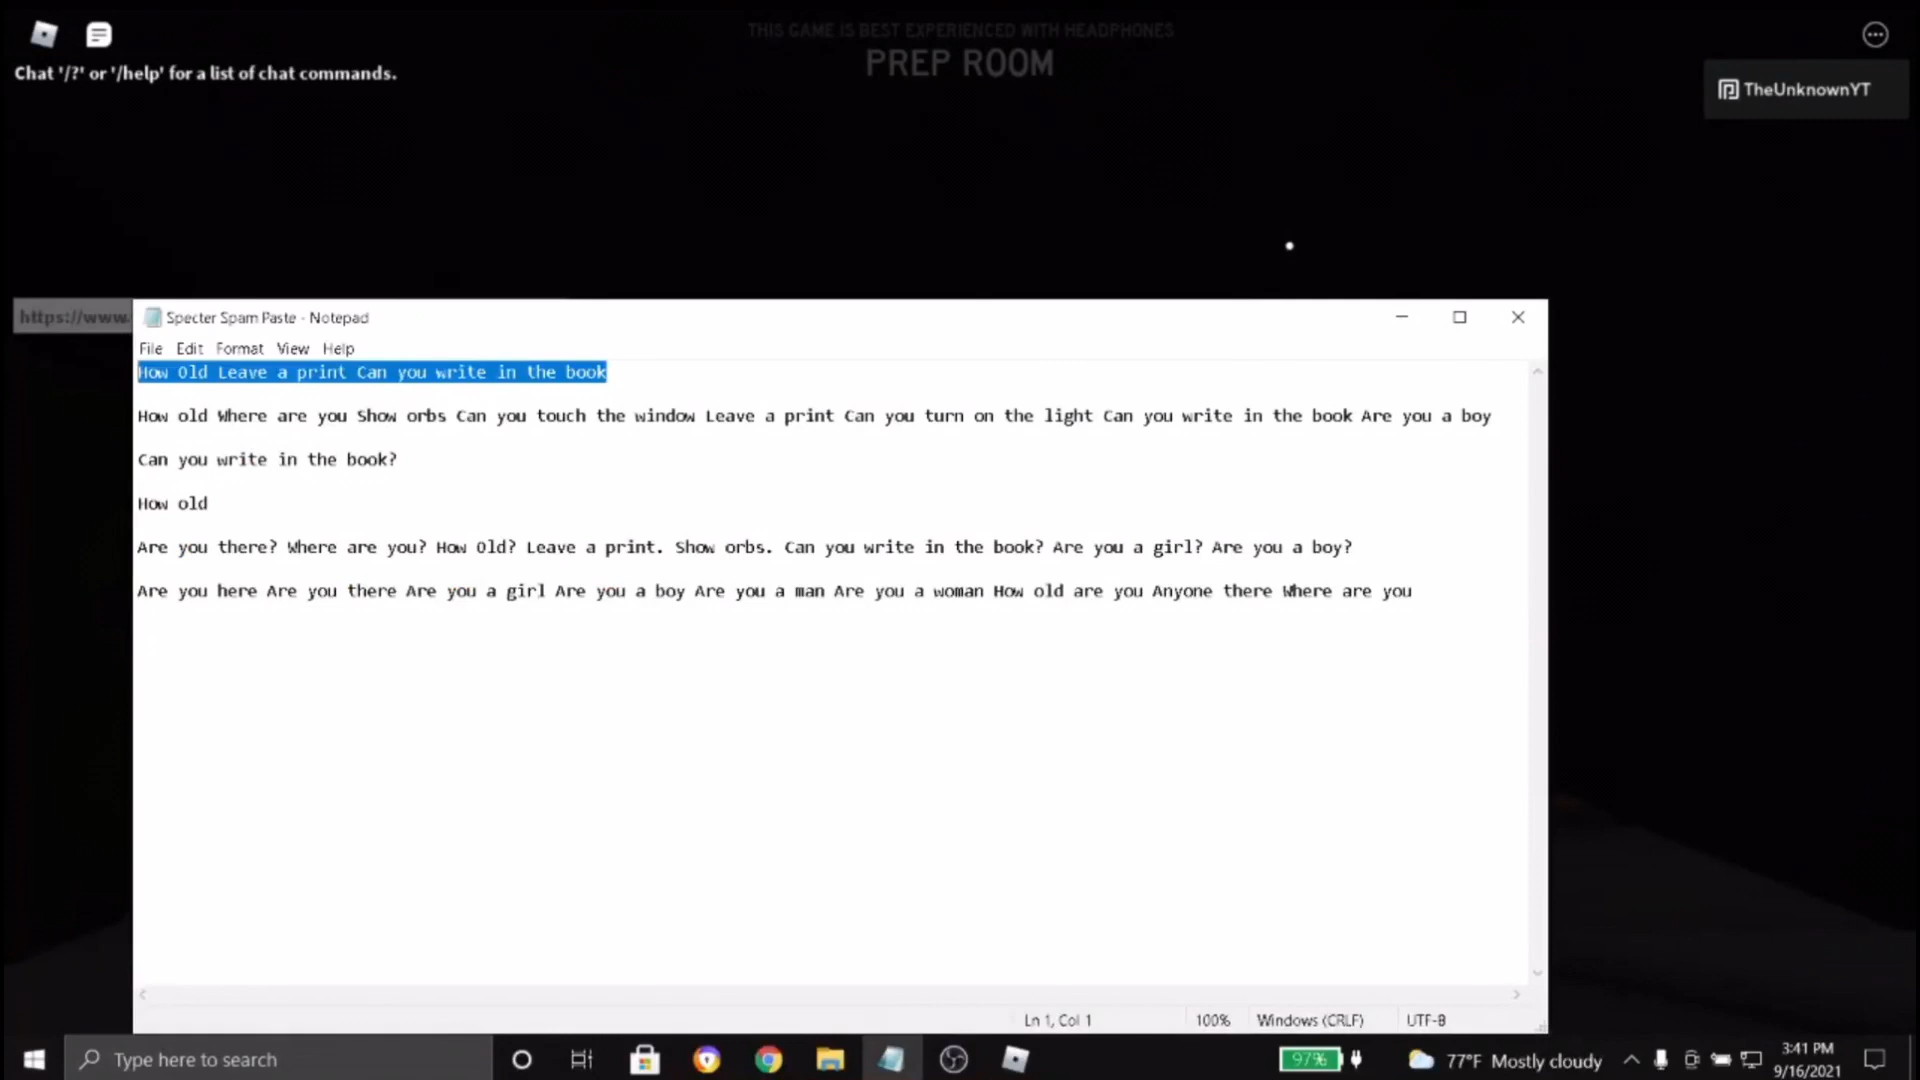 THIS GAME IS BEST EXPERIENCED WITH HEADPHONES
PREP ROOM
Chat '/?' or '/help' for a list of chat commands.
TheUnknownYT
https://www.
Specter Spam Paste - Notepad
File Edit Format View Help
How Old Leave a print Can you write in the book
How old Where are you Show orbs Can you touch the window Leave a print Can you turn on the light Can you write in the book Are you a boy
Can you write in the book?
How old
Are you there? Where are you? How Old? Leave a print. Show orbs. Can you write in the book? Are you a girl? Are you a boy?
Are you here Are you there Are you a girl Are you a boy Are you a man Are you a woman How old are you Anyone there Where are you
Ln 1, Col 1 100% Windows (CRLF) UTF-8
Type here to search
97%
77°F Mostly cloudy
3:41 PM
9/16/2021